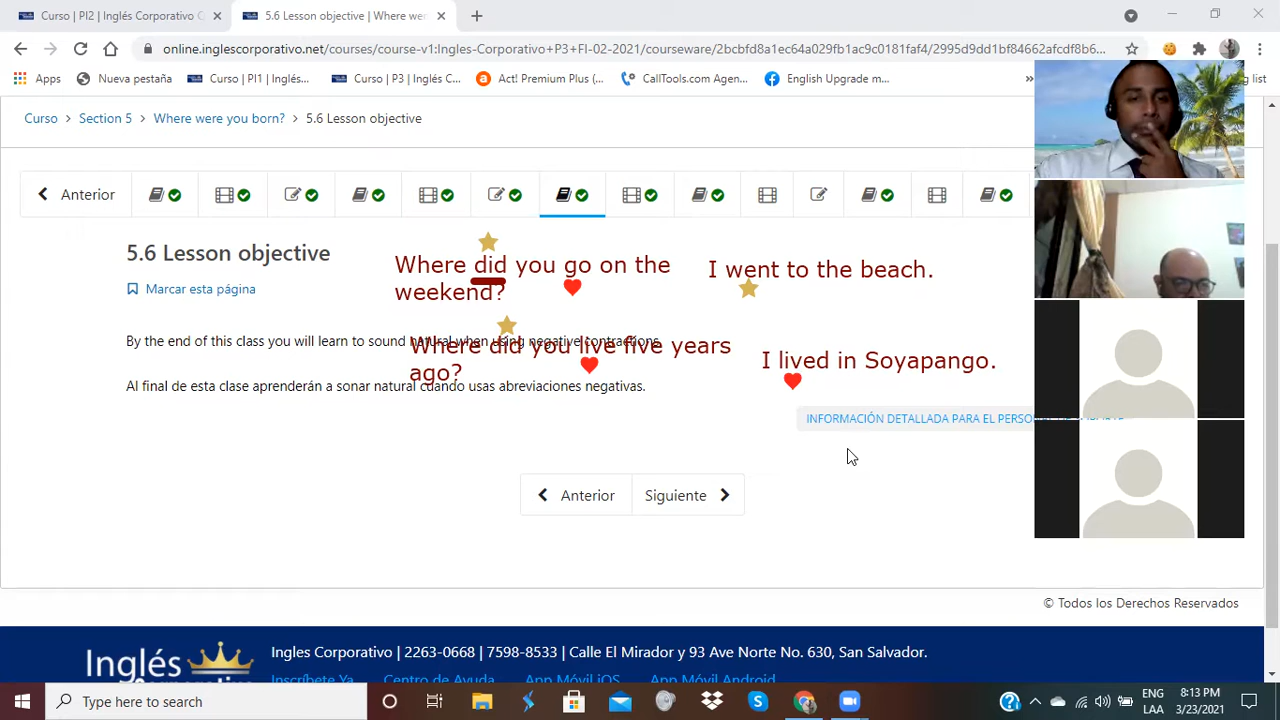 Curso | PI2 | Inglés Corporativo C
5.6 Lesson objective | Where wer
online.inglescorporativo.net/courses/course-v1:Ingles-Corporativo+P3+FI-02-2021/courseware/2bcbfd8a1ec64a029fb1ac9c0181faf4/2995d9dd1bf84662afcdf8b6...
Apps
Nueva pestaña
Curso | PI1 | Inglés...
Curso | P3 | Inglés C...
Act! Premium Plus (...
CallTools.com Agen...
English Upgrade m...
»
g list
Curso > Section 5 > Where were you born? > 5.6 Lesson objective
Anterior
5.6 Lesson objective
Marcar esta página
Where did you go on the
weekend?
I went to the beach.
By the end of this class you will learn to sound natural when using negative contractions.
Where did you live five years
ago?
I lived in Soyapango.
Al final de esta clase aprenderán a sonar natural cuando usas abreviaciones negativas.
INFORMACIÓN DETALLADA PARA EL PERSO
Anterior
Siguiente
© Todos los Derechos Reservados
Inglés
Ingles Corporativo | 2263-0668 | 7598-8533 | Calle El Mirador y 93 Ave Norte No. 630, San Salvador.
Inscríbete Ya
Centro de Ayuda
App Móvil iOS
App Móvil Android
Type here to search
ENG
LAA
8:13 PM
3/23/2021